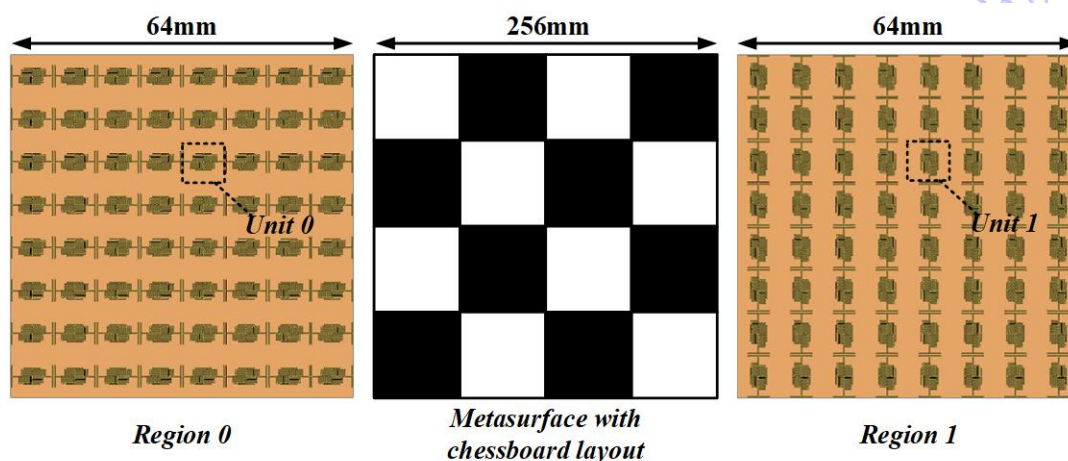 64mm
256mm
64mm
Unit 0
Unit 1
Region 0
Metasurface with
chessboard layout
Region 1